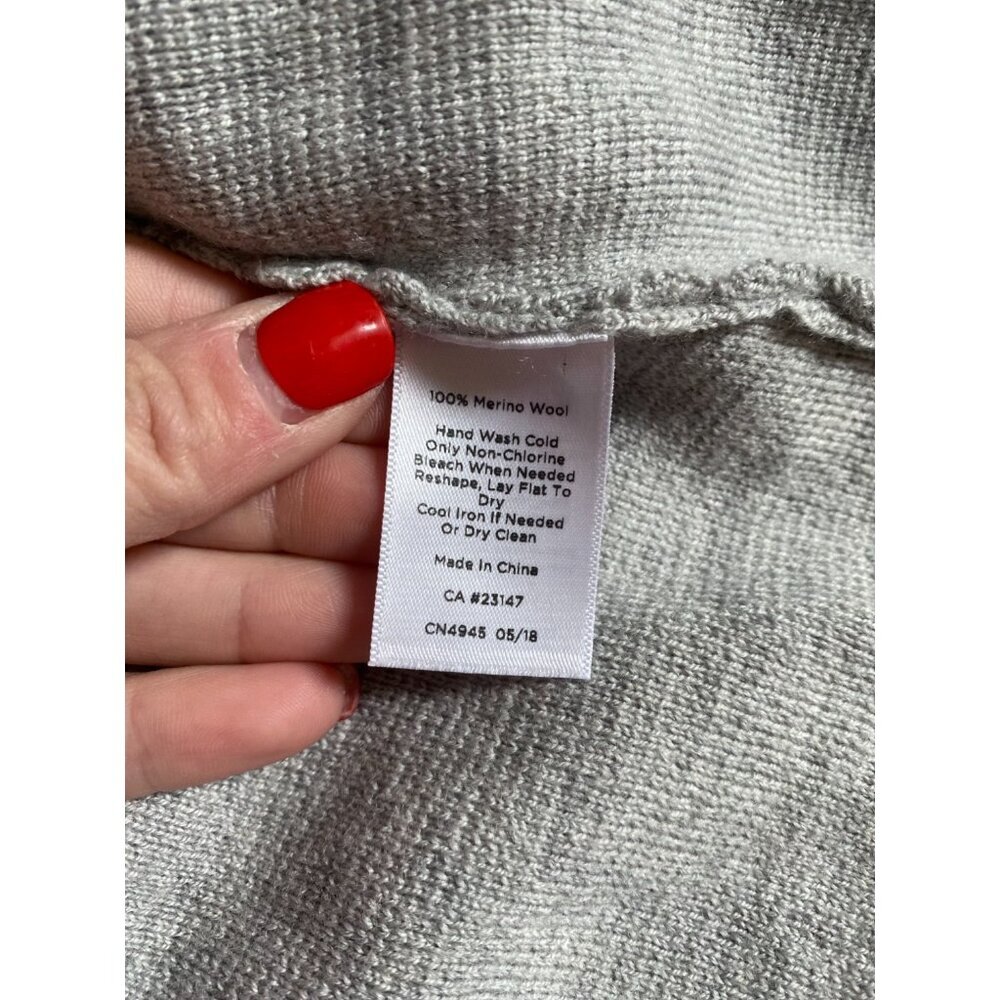 100% Merino Wool
Hand Wash Cold
Only Non-Chlorine
Bleach When Needed
Reshape, Lay Flat To
Dry
Cool Iron If Needed
Or Dry Clean
Made In China
CA #23147
CN4945 05/18